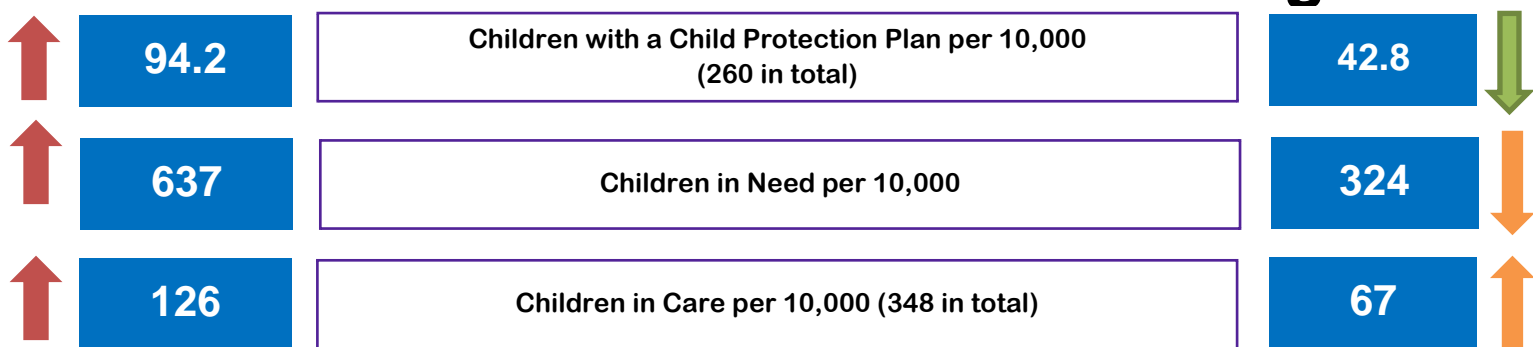 94.2
Children with a Child Protection Plan per 10,000
(260 in total)
42.8
637
Children in Need per 10,000
324
126
Children in Care per 10,000 (348 in total)
67